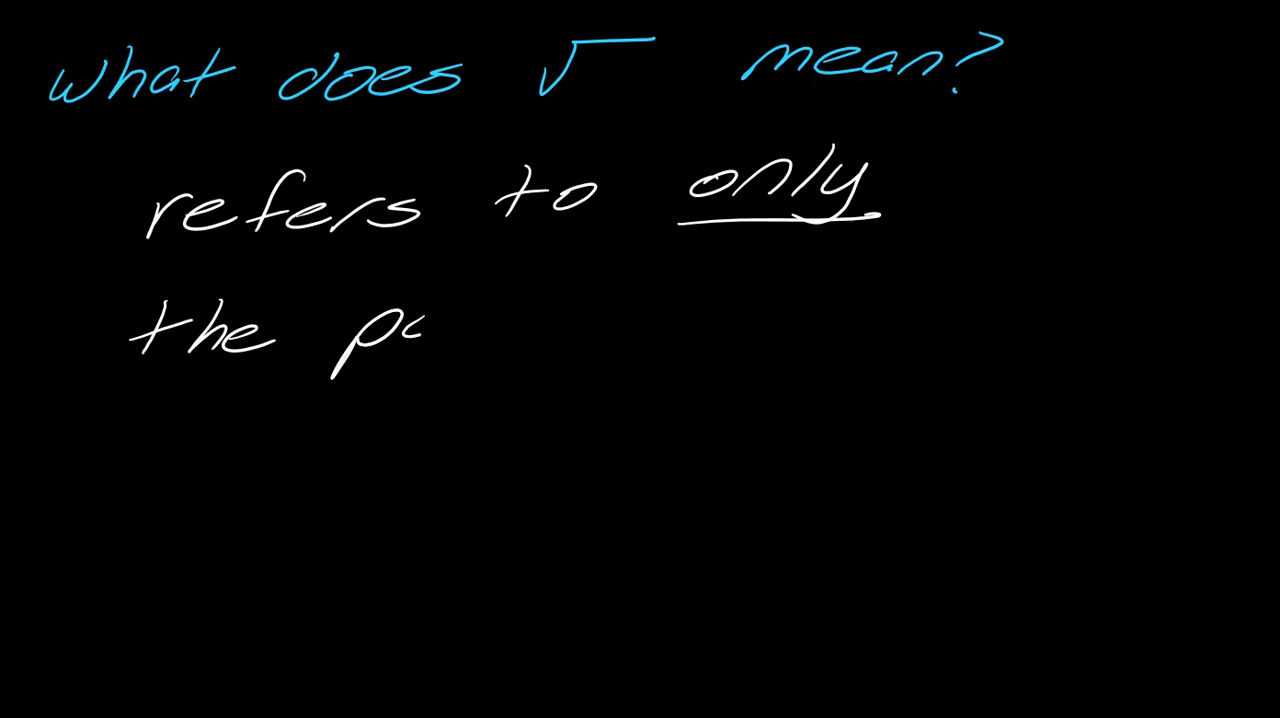 what does √ mean?
refers to only
the